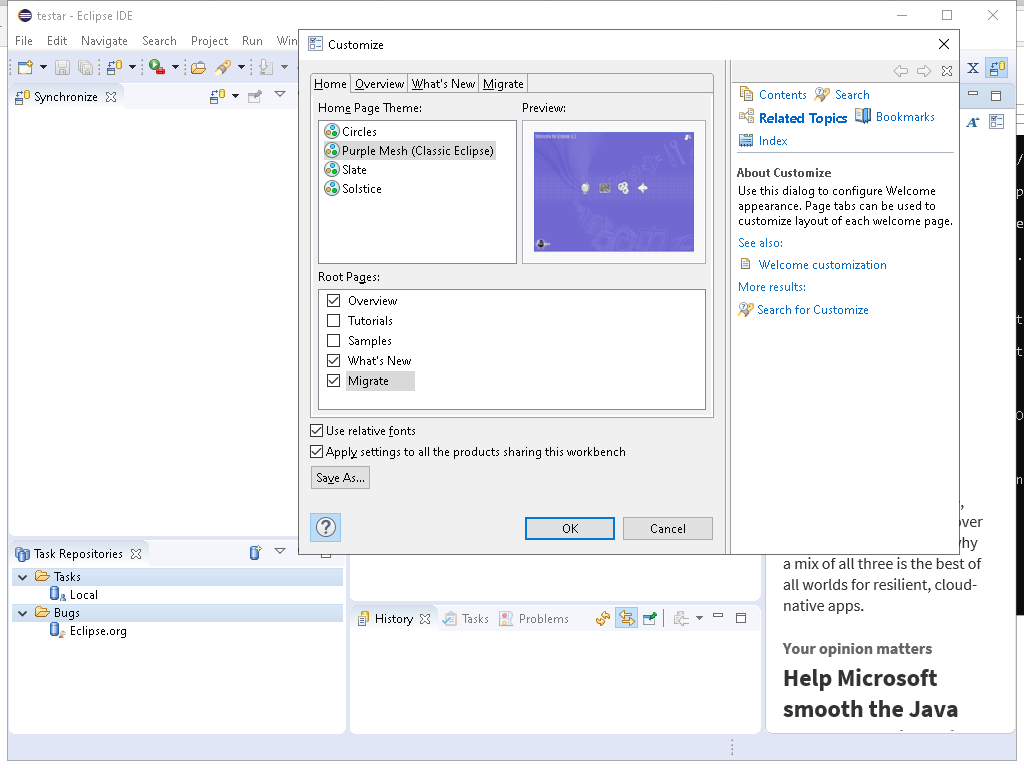 testar - Eclipse IDE
File Edit Navigate Search Project Run Win
Customize
Synchronize
Home Overview What's New Migrate
Home Page Theme:
Circles
Purple Mesh (Classic Eclipse)
Slate
Solstice
Preview:
Root Pages:
Overview
Tutorials
Samples
What's New
Migrate
Use relative fonts
Apply settings to all the products sharing this workbench
Save As...
OK Cancel
Contents Search
Related Topics Bookmarks
Index
About Customize
Use this dialog to configure Welcome
appearance. Page tabs can be used to
customize layout of each welcome page.
See also:
Welcome customization
More results:
Search for Customize
Task Repositories
Tasks
Local
Bugs
Eclipse.org
History Tasks Problems
a mix of all three is the best of
all worlds for resilient, cloud-
native apps.
Your opinion matters
Help Microsoft
smooth the Java